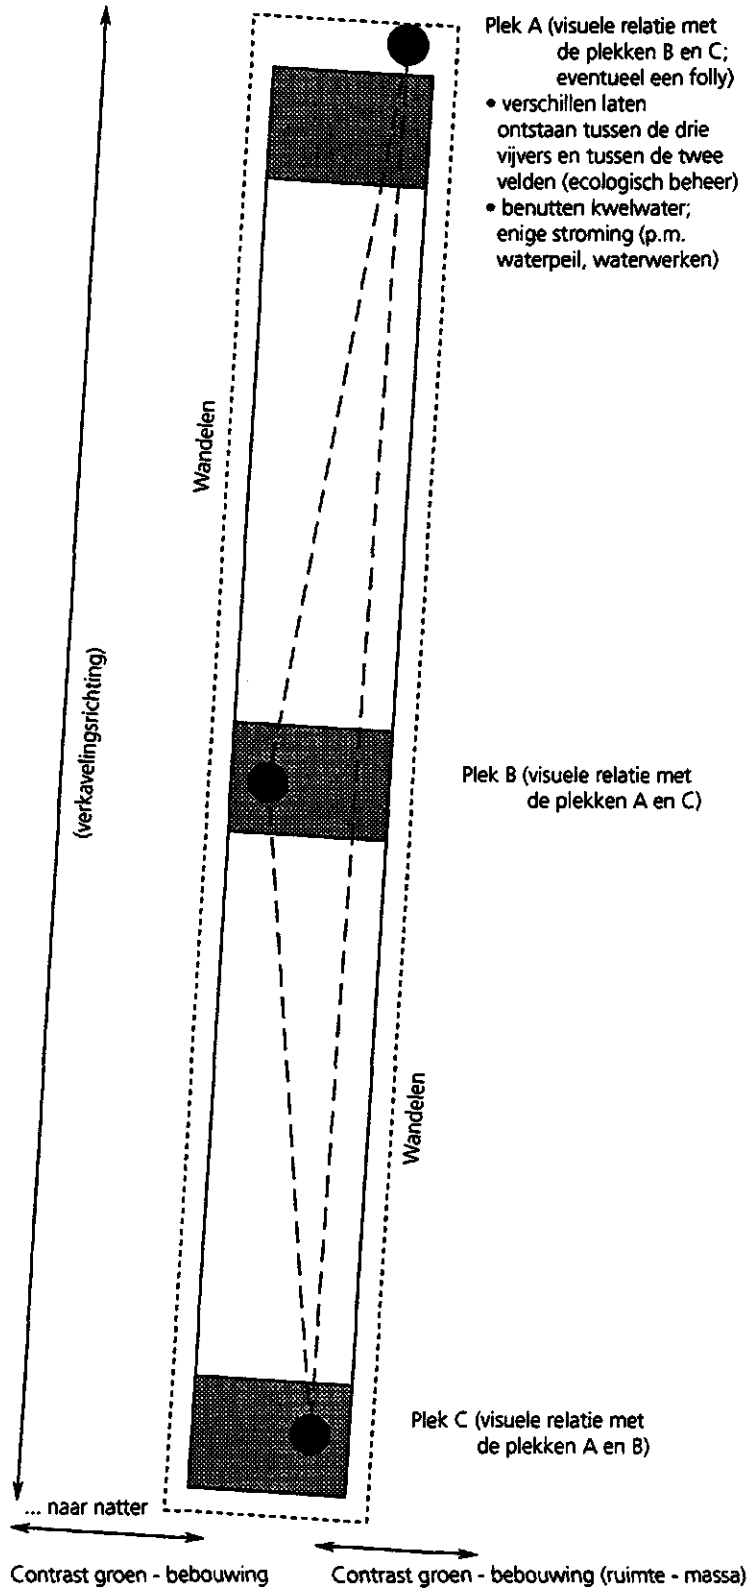 Plek A (visuele relatie met
de plekken B en C;
eventueel een folly)
• verschillen laten
ontstaan tussen de drie
vijvers en tussen de twee
velden (ecologisch beheer)
• benutten kwelwater;
enige stroming (p.m.
waterpeil, waterwerken)
Wandelen
(verkavelingsrichting)
Plek B (visuele relatie met
de plekken A en C)
Wandelen
Plek C (visuele relatie met
de plekken A en B)
... naar natter
Contrast groen - bebouwing
Contrast groen - bebouwing (ruimte - massa)